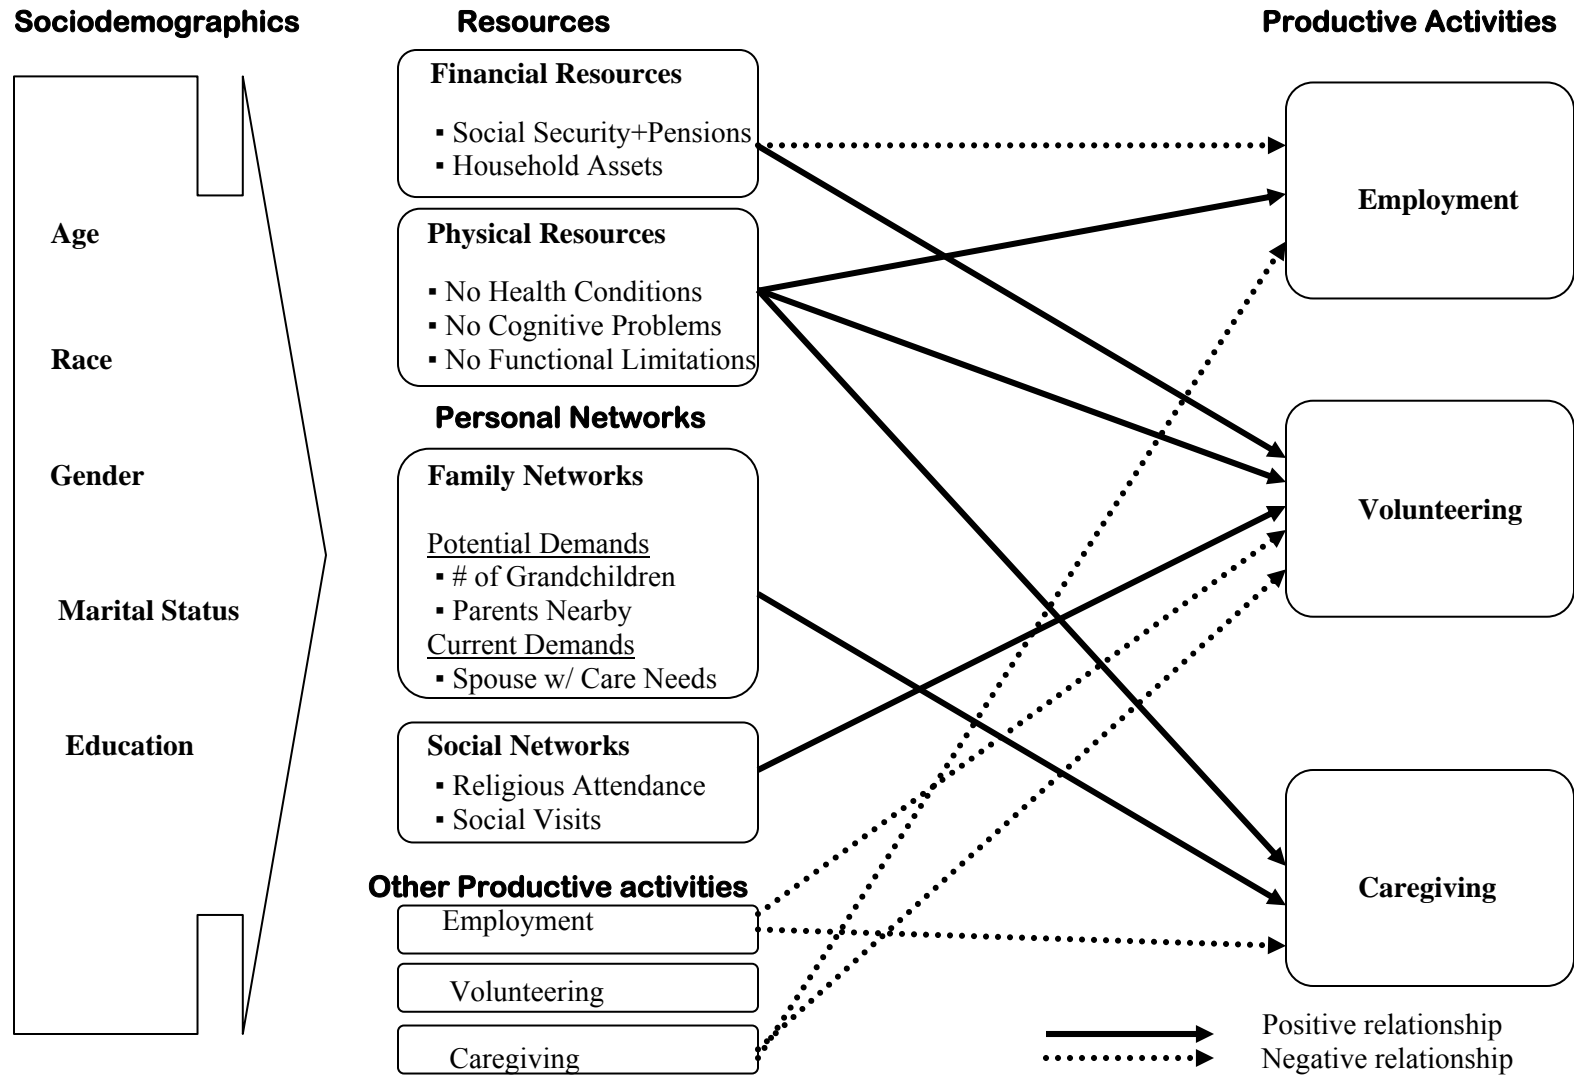 Sociodemographics
Resources
Productive Activities
Age
Race
Gender
Marital Status
Education
Financial Resources
▪ Social Security+Pensions
▪ Household Assets
Physical Resources
▪ No Health Conditions
▪ No Cognitive Problems
▪ No Functional Limitations
Personal Networks
Family Networks
Potential Demands
▪ # of Grandchildren
▪ Parents Nearby
Current Demands
▪ Spouse w/ Care Needs
Social Networks
▪ Religious Attendance
▪ Social Visits
Other Productive activities
Employment
Volunteering
Caregiving
Employment
Volunteering
Caregiving
Positive relationship
Negative relationship